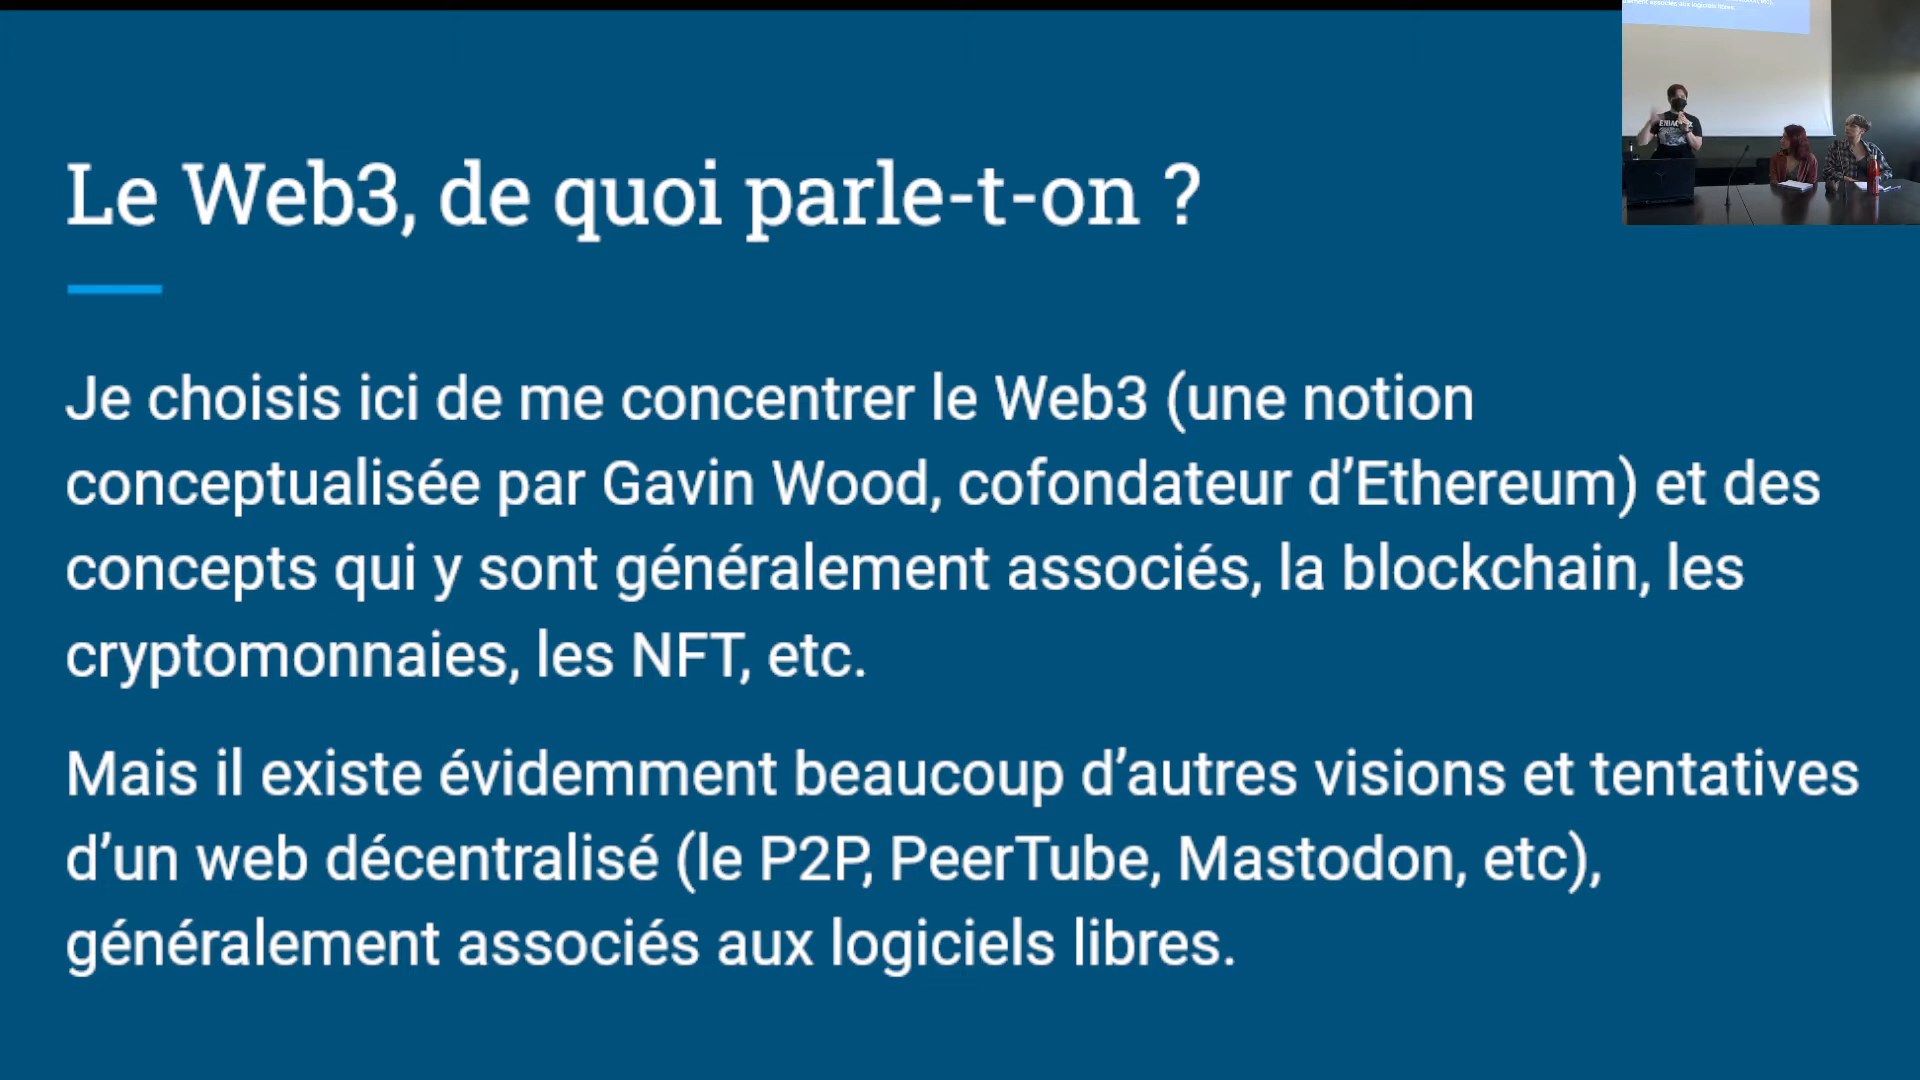 Le Web3, de quoi parle-t-on ?
Je choisis ici de me concentrer le Web3 (une notion
conceptualisée par Gavin Wood, cofondateur d’Ethereum) et des
concepts qui y sont généralement associés, la blockchain, les
cryptomonnaies, les NFT, etc.
Mais il existe évidemment beaucoup d’autres visions et tentatives
d’un web décentralisé (le P2P, PeerTube, Mastodon, etc),
généralement associés aux logiciels libres.